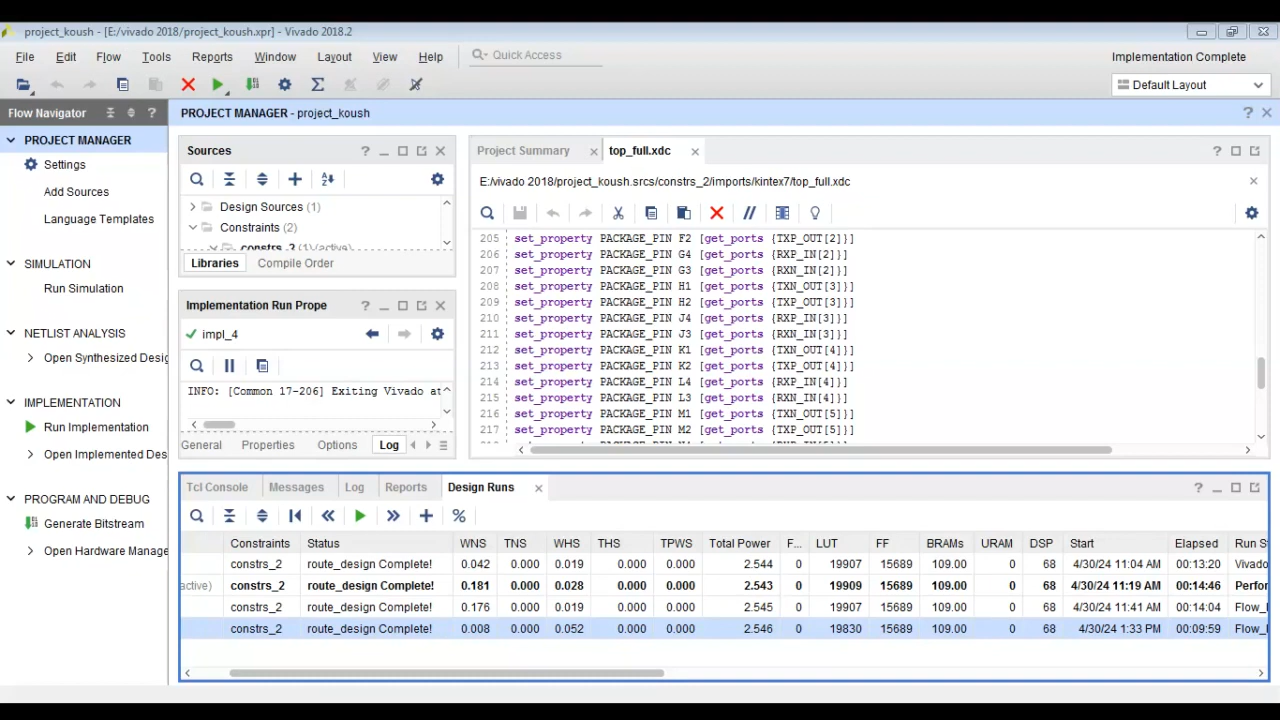 project_koush - [E:/vivado 2018/project_koush.xpr] - Vivado 2018.2
File Edit Flow Tools Reports Window Layout View Help Quick Access Implementation Complete
Default Layout
Flow Navigator
PROJECT MANAGER
Settings
Add Sources
Language Templates
SIMULATION
Run Simulation
NETLIST ANALYSIS
Open Synthesized Desig
IMPLEMENTATION
Run Implementation
Open Implemented Des
PROGRAM AND DEBUG
Generate Bitstream
Open Hardware Manage
PROJECT MANAGER - project_koush
Sources
Design Sources (1)
Constraints (2)
constrs_2 (1) (active)
Libraries Compile Order
Implementation Run Prope
impl_4
INFO: [Common 17-206] Exiting Vivado at
General Properties Options Log
Project Summary top_full.xdc
E:/vivado 2018/project_koush.srcs/constrs_2/imports/kintex7/top_full.xdc
205 set_property PACKAGE_PIN F2 [get_ports {TXP_OUT[2]}]
206 set_property PACKAGE_PIN G4 [get_ports {RXP_IN[2]}]
207 set_property PACKAGE_PIN G3 [get_ports {RXN_IN[2]}]
208 set_property PACKAGE_PIN H1 [get_ports {TXN_OUT[3]}]
209 set_property PACKAGE_PIN H2 [get_ports {TXP_OUT[3]}]
210 set_property PACKAGE_PIN J4 [get_ports {RXP_IN[3]}]
211 set_property PACKAGE_PIN J3 [get_ports {RXN_IN[3]}]
212 set_property PACKAGE_PIN K1 [get_ports {TXN_OUT[4]}]
213 set_property PACKAGE_PIN K2 [get_ports {TXP_OUT[4]}]
214 set_property PACKAGE_PIN L4 [get_ports {RXP_IN[4]}]
215 set_property PACKAGE_PIN L3 [get_ports {RXN_IN[4]}]
216 set_property PACKAGE_PIN M1 [get_ports {TXN_OUT[5]}]
217 set_property PACKAGE_PIN M2 [get_ports {TXP_OUT[5]}]
Tcl Console Messages Log Reports Design Runs
Constraints Status WNS TNS WHS THS TPWS Total Power F... LUT FF BRAMs URAM DSP Start Elapsed Run S
constrs_2 route_design Complete! 0.042 0.000 0.019 0.000 0.000 2.544 0 19907 15689 109.00 0 68 4/30/24 11:04 AM 00:13:20 Vivado
active) constrs_2 route_design Complete! 0.181 0.000 0.028 0.000 0.000 2.543 0 19909 15689 109.00 0 68 4/30/24 11:19 AM 00:14:46 Perfor
constrs_2 route_design Complete! 0.176 0.000 0.019 0.000 0.000 2.545 0 19907 15689 109.00 0 68 4/30/24 11:41 AM 00:14:04 Flow_
constrs_2 route_design Complete! 0.008 0.000 0.052 0.000 0.000 2.546 0 19830 15689 109.00 0 68 4/30/24 1:33 PM 00:09:59 Flow_